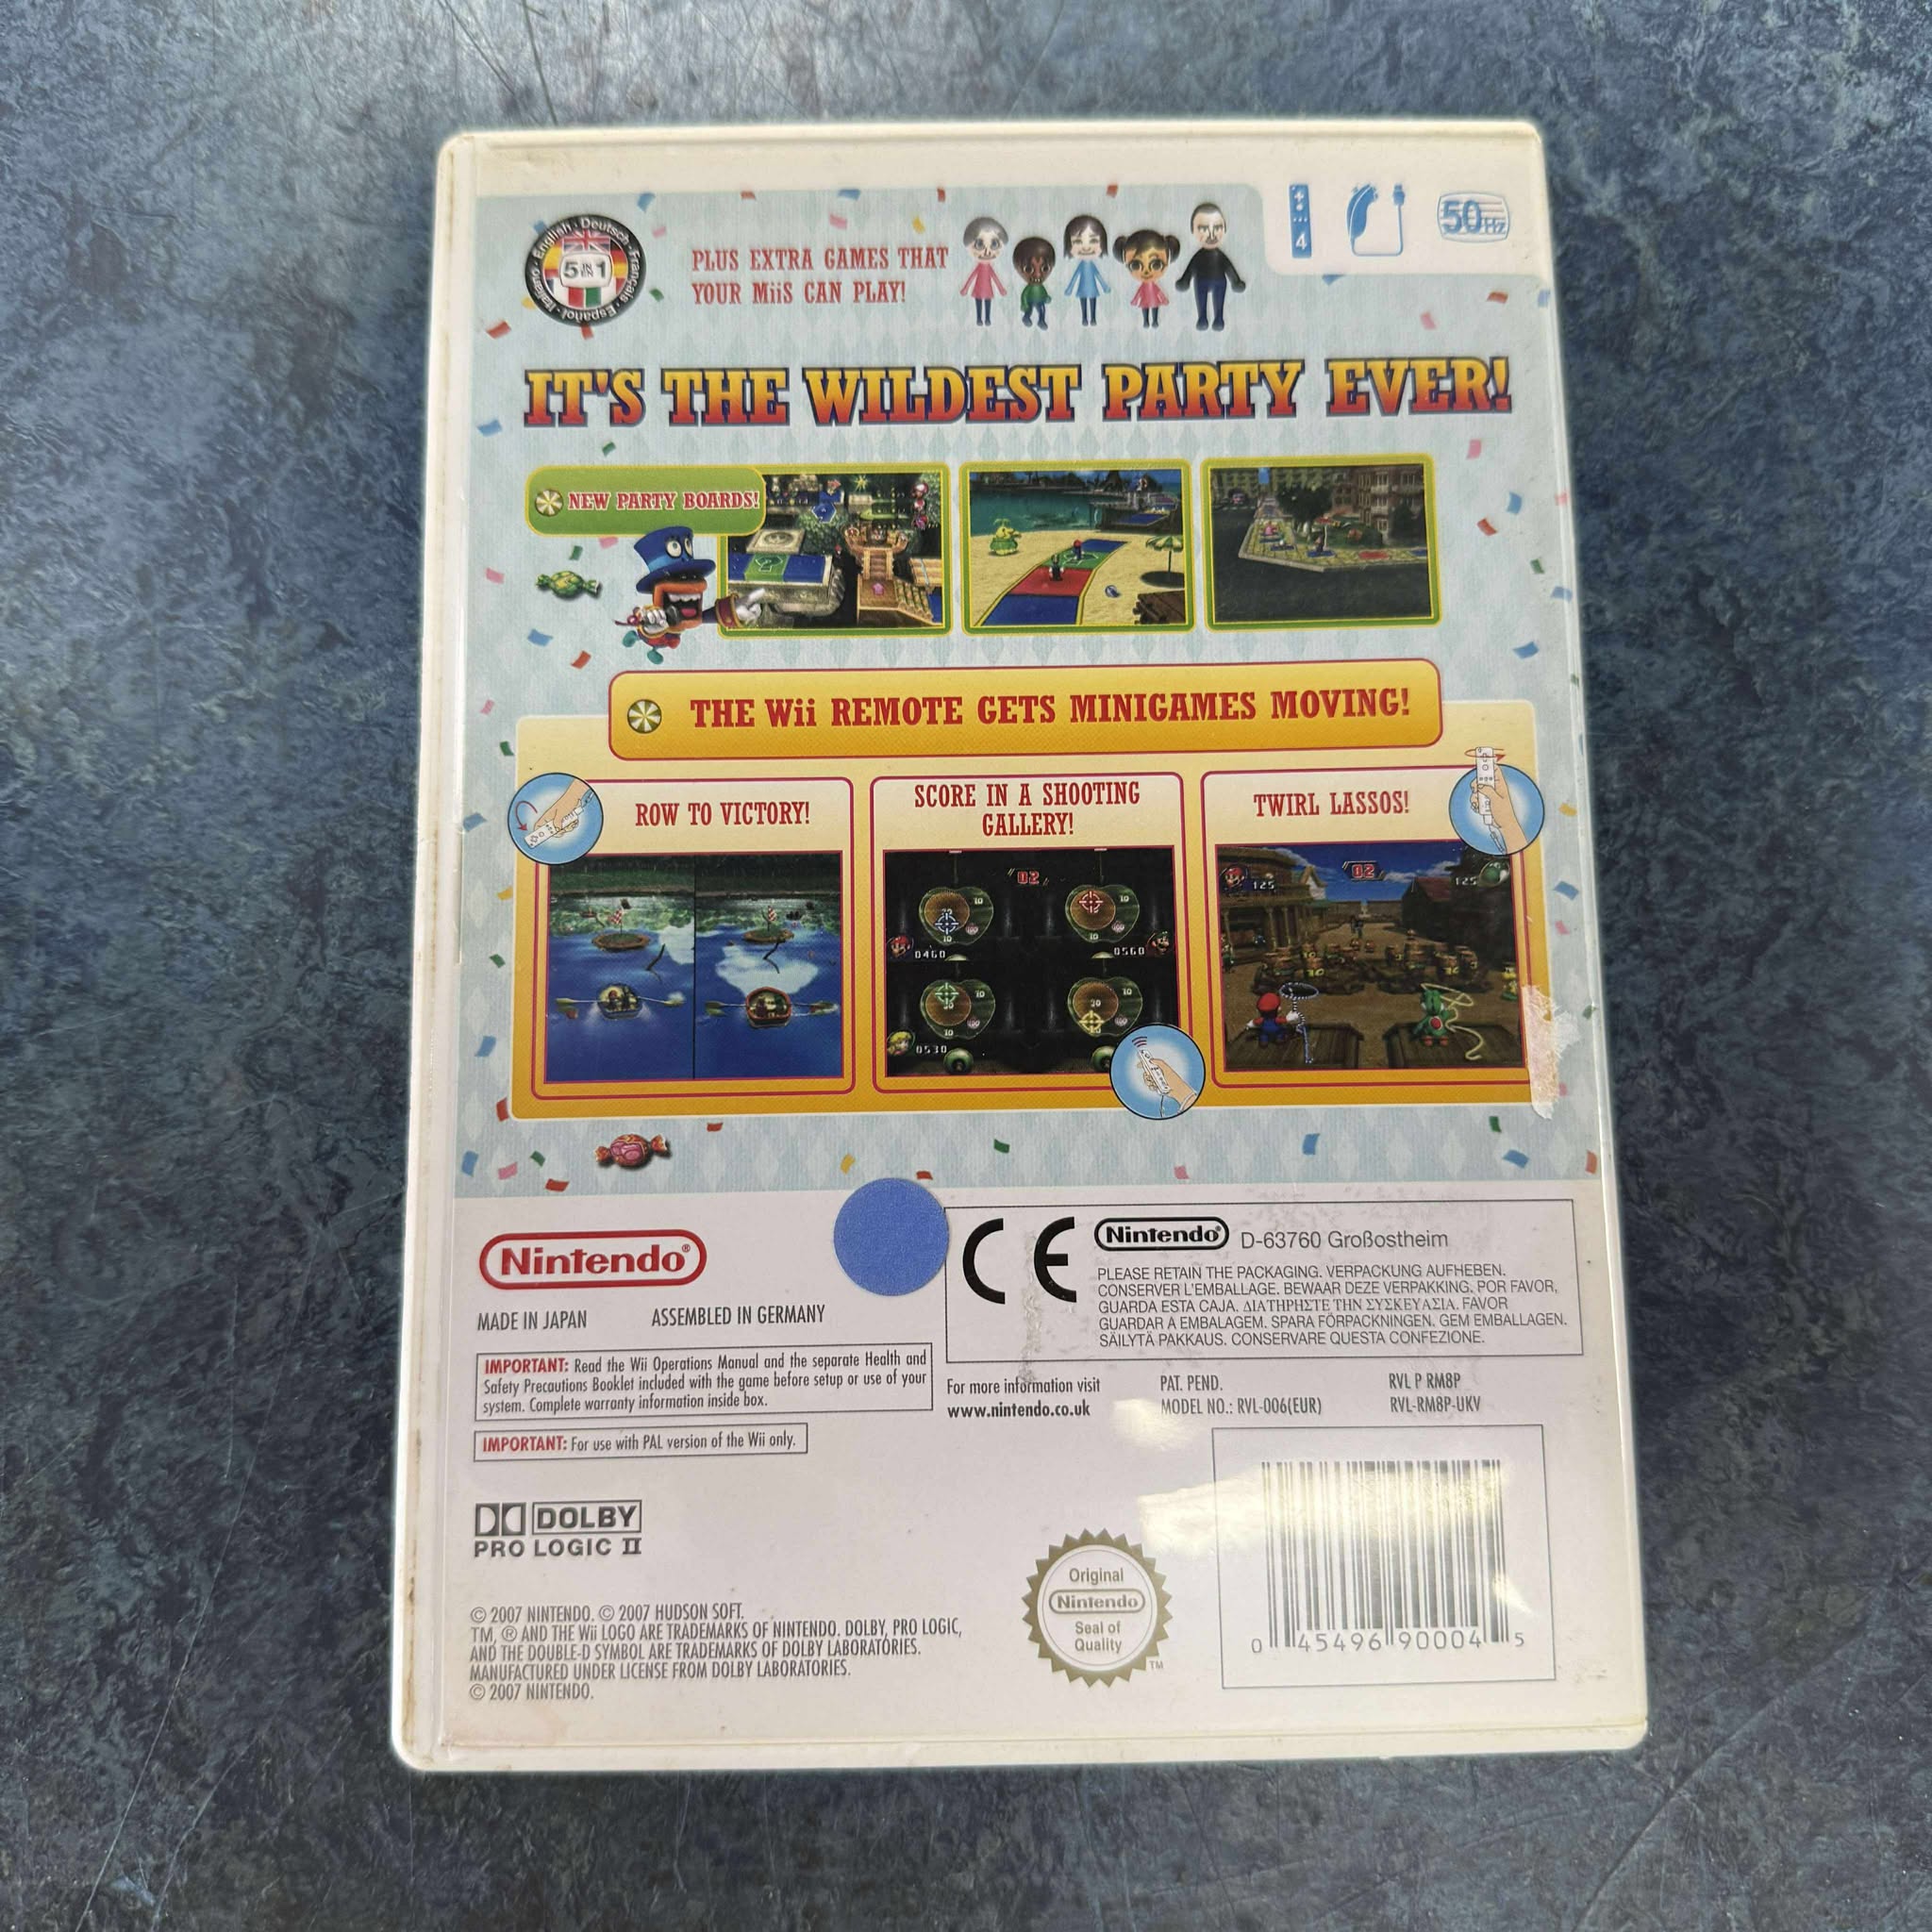 English · Deutsch · Français · Español · Italiano ·
5 IN 1
PLUS EXTRA GAMES THAT
YOUR MiiS CAN PLAY!
4
50Hz
IT'S THE WILDEST PARTY EVER!
NEW PARTY BOARDS!
THE Wii REMOTE GETS MINIGAMES MOVING!
ROW TO VICTORY!
SCORE IN A SHOOTING
GALLERY!
TWIRL LASSOS!
02
0460
0560
0530
02
125
125
Nintendo®
MADE IN JAPAN
ASSEMBLED IN GERMANY
IMPORTANT: Read the Wii Operations Manual and the separate Health and
Safety Precautions Booklet included with the game before setup or use of your
system. Complete warranty information inside box.
IMPORTANT: For use with PAL version of the Wii only.
DOLBY
PRO LOGIC II
© 2007 NINTENDO. © 2007 HUDSON SOFT.
TM, ® AND THE Wii LOGO ARE TRADEMARKS OF NINTENDO. DOLBY, PRO LOGIC,
AND THE DOUBLE-D SYMBOL ARE TRADEMARKS OF DOLBY LABORATORIES.
MANUFACTURED UNDER LICENSE FROM DOLBY LABORATORIES.
© 2007 NINTENDO.
CE
Nintendo® D-63760 Großostheim
PLEASE RETAIN THE PACKAGING. VERPACKUNG AUFHEBEN.
CONSERVER L'EMBALLAGE. BEWAAR DEZE VERPAKKING. POR FAVOR,
GUARDA ESTA CAJA. ΔΙΑΤΗΡΗΣΤΕ ΤΗΝ ΣΥΣΚΕΥΑΣΙΑ. FAVOR
GUARDAR A EMBALAGEM. SPARA FÖRPACKNINGEN. GEM EMBALLAGEN.
SÄILYTÄ PAKKAUS. CONSERVARE QUESTA CONFEZIONE.
For more information visit
www.nintendo.co.uk
PAT. PEND.
MODEL NO.: RVL-006(EUR)
RVL P RM8P
RVL-RM8P-UKV
Original
Nintendo
Seal of
Quality
TM
0 45496 90004 5